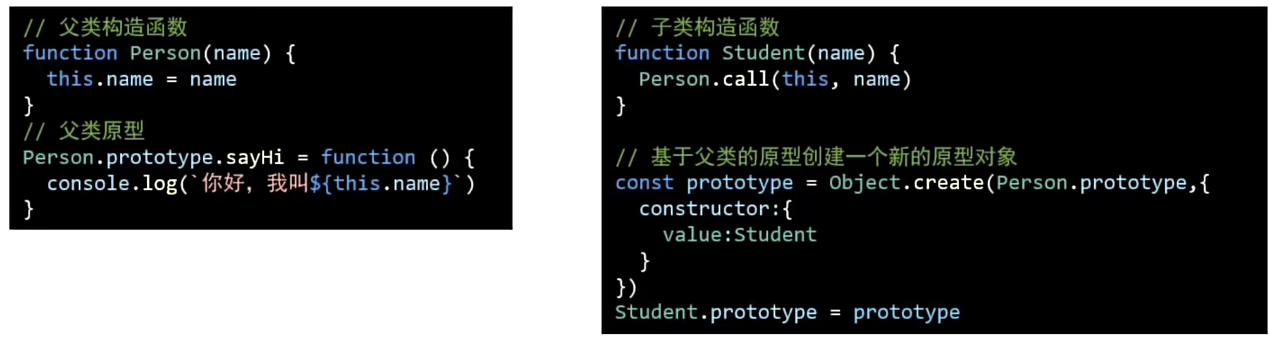 // 父类构造函数
function Person(name) {
  this.name = name
}
// 父类原型
Person.prototype.sayHi = function () {
  console.log(`你好，我叫${this.name}`)
}
// 子类构造函数
function Student(name) {
  Person.call(this, name)
}
// 基于父类的原型创建一个新的原型对象
const prototype = Object.create(Person.prototype,{
  constructor:{
    value:Student
  }
})
Student.prototype = prototype